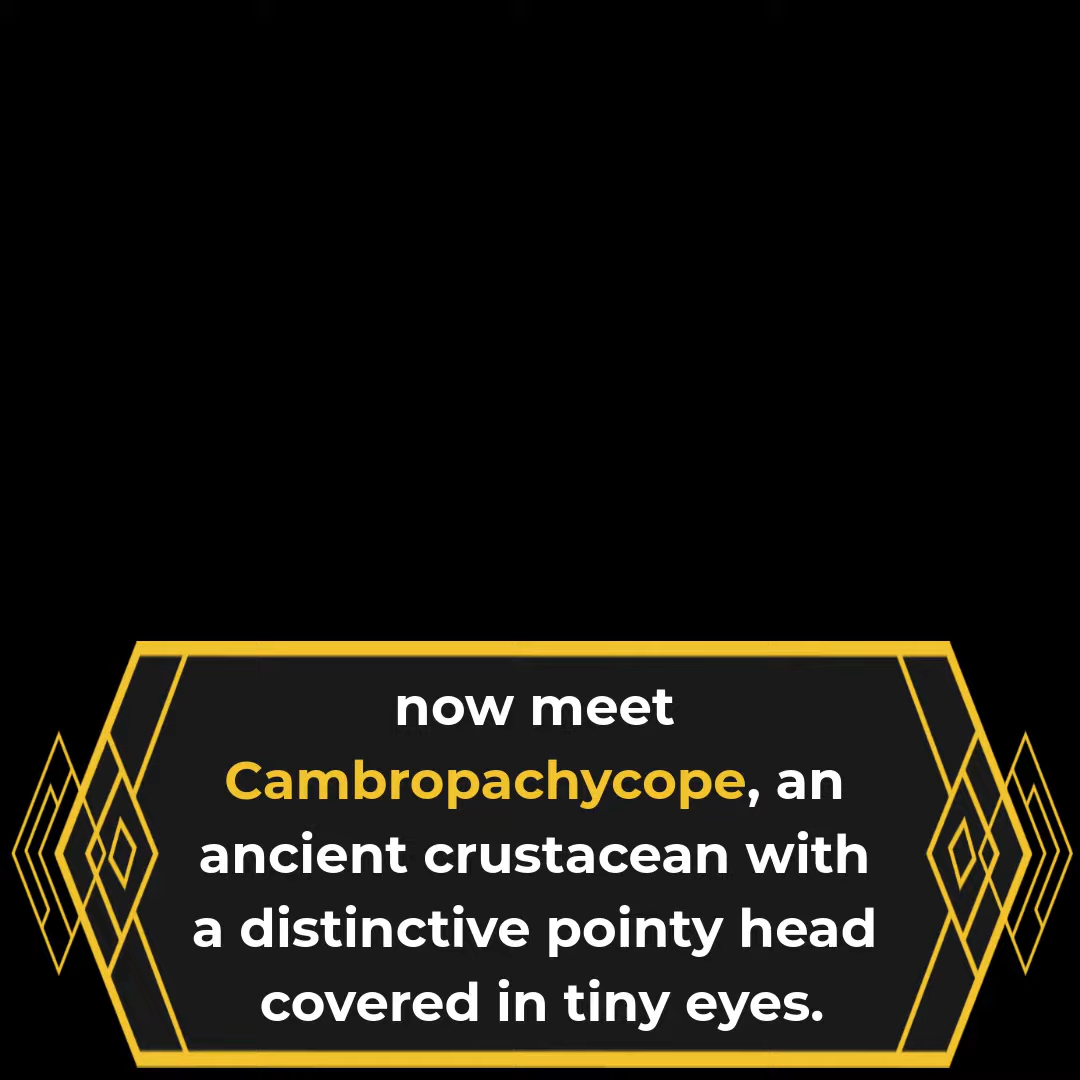 now meet
Cambropachycope, an
ancient crustacean with
a distinctive pointy head
covered in tiny eyes.